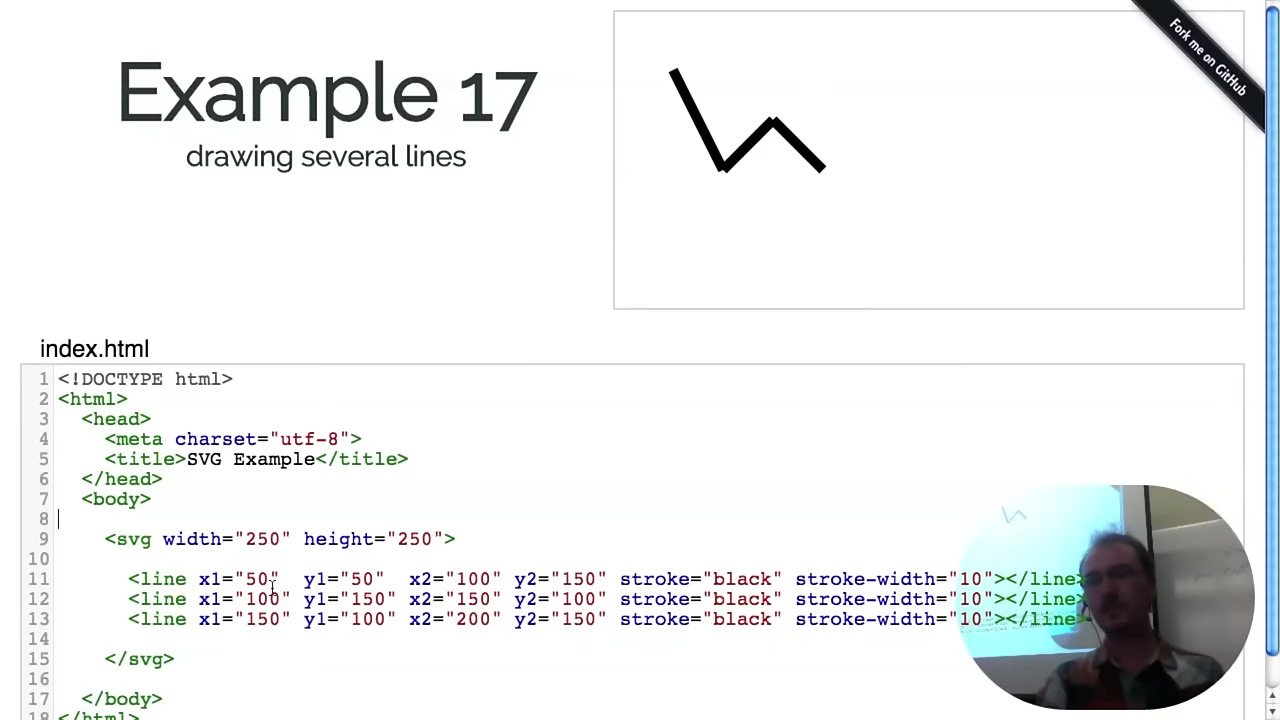 Example 17
drawing several lines
Fork me on GitHub
index.html
1 <!DOCTYPE html>
2 <html>
3   <head>
4     <meta charset="utf-8">
5     <title>SVG Example</title>
6   </head>
7   <body>
8
9     <svg width="250" height="250">
10
11       <line x1="50"  y1="50"  x2="100" y2="150" stroke="black" stroke-width="10"></line>
12       <line x1="100" y1="150" x2="150" y2="100" stroke="black" stroke-width="10"></line>
13       <line x1="150" y1="100" x2="200" y2="150" stroke="black" stroke-width="10"></line>
14
15     </svg>
16
17   </body>
18 </html>